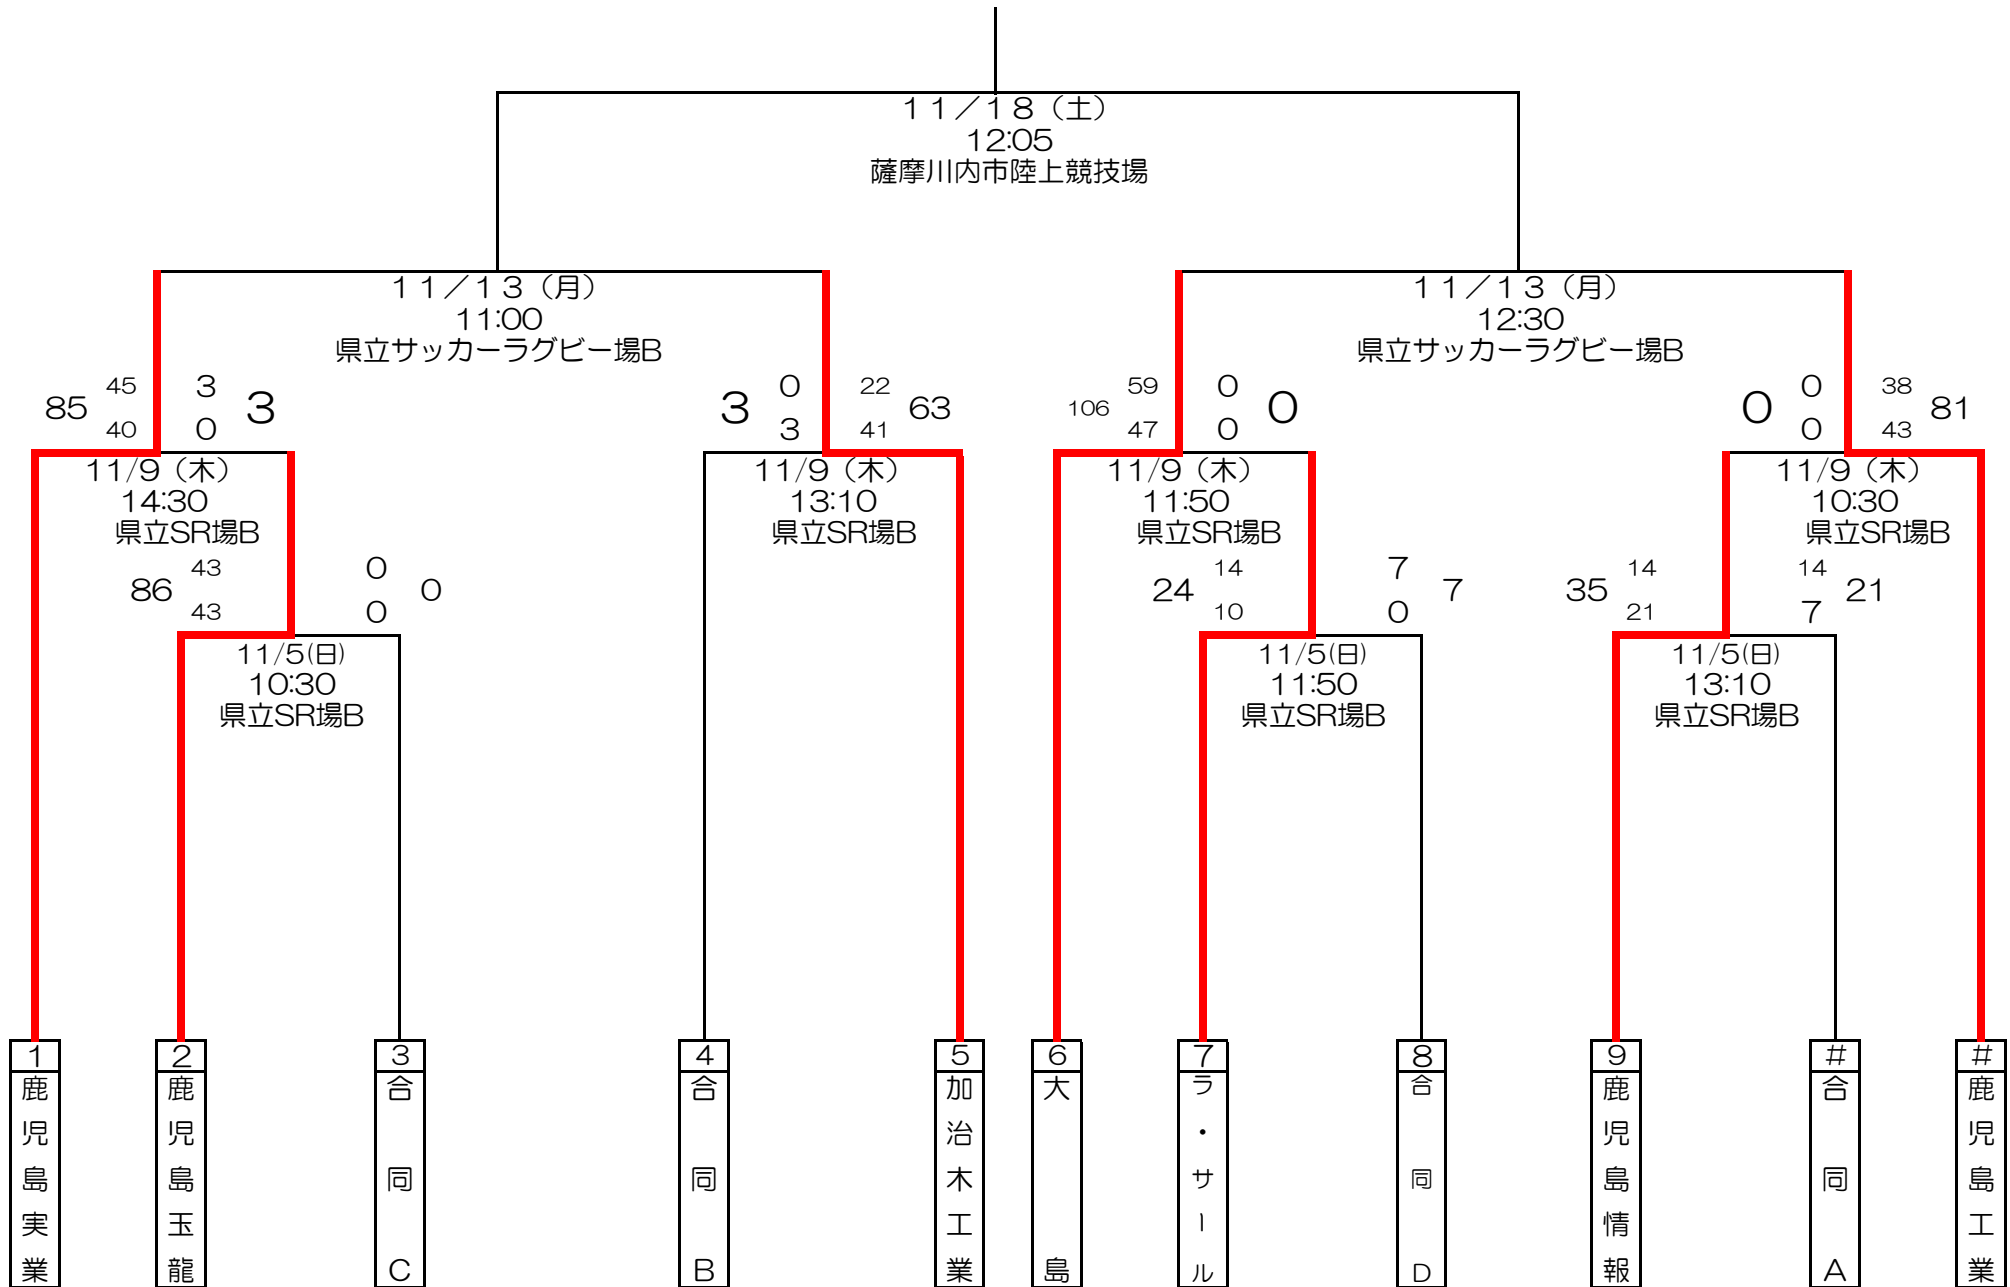 11/18（土）
12:05
薩摩川内市陸上競技場
11/13（月）
11:00
県立サッカーラグビー場B
11/13（月）
12:30
県立サッカーラグビー場B
85 45 3 3
40 0
3 0 22 63
3 41
106 59 0 0
47 0
0 0 38 81
0 43
11/9（木）
14:30
県立SR場B
11/9（木）
13:10
県立SR場B
11/9（木）
11:50
県立SR場B
11/9（木）
10:30
県立SR場B
86 43 0 0
43 0
24 14 7 7
10 0
35 14 14 21
21 7
11/5(日)
10:30
県立SR場B
11/5(日)
11:50
県立SR場B
11/5(日)
13:10
県立SR場B
1
鹿児島実業
2
鹿児島玉龍
3
合同C
4
合同B
5
加治木工業
6
大島
7
ラ・サール
8
合同D
9
鹿児島情報
#
合同A
#
鹿児島工業